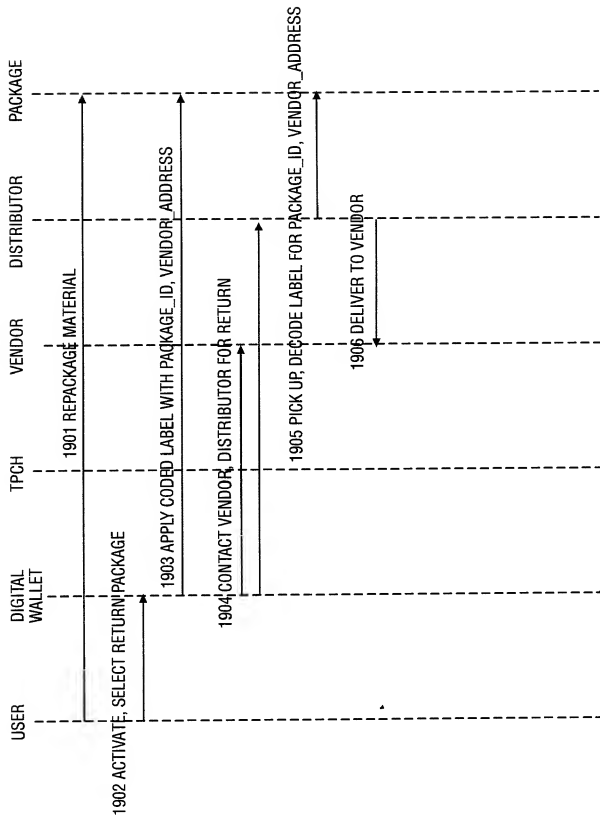 USER
DIGITAL
WALLET
TPCH
VENDOR
DISTRIBUTOR
PACKAGE
1901 REPACKAGE MATERIAL
1902 ACTIVATE, SELECT RETURN PACKAGE
1903 APPLY CODED LABEL WITH PACKAGE_ID, VENDOR_ADDRESS
1904 CONTACT VENDOR, DISTRIBUTOR FOR RETURN
1905 PICK UP, DECODE LABEL FOR PACKAGE_ID, VENDOR_ADDRESS
1906 DELIVER TO VENDOR